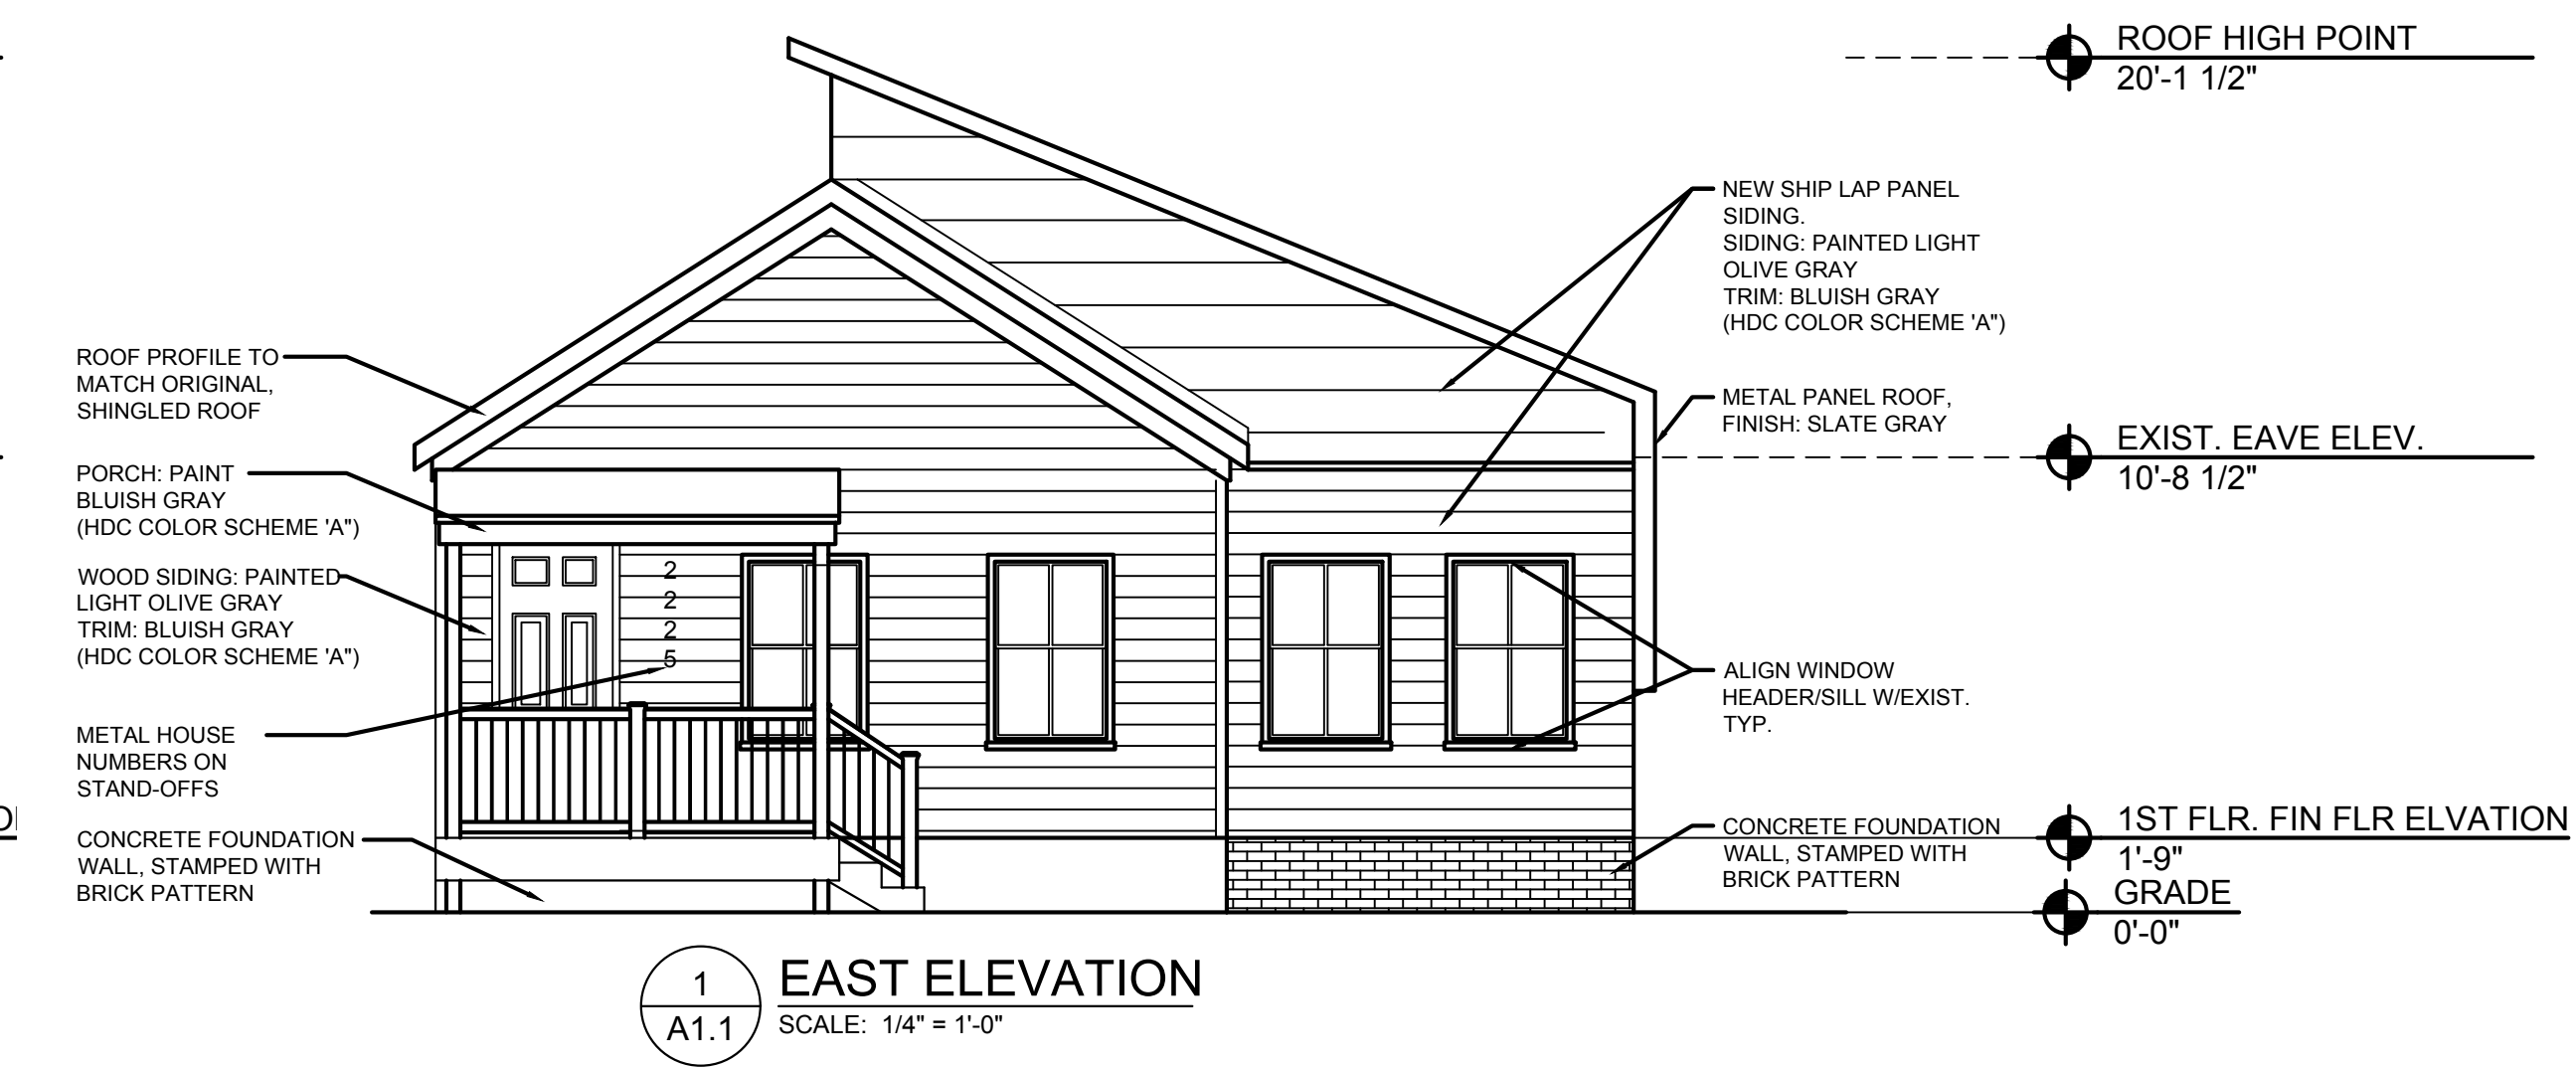 ROOF HIGH POINT
20'-1 1/2"
NEW SHIP LAP PANEL
SIDING.
SIDING: PAINTED LIGHT
OLIVE GRAY
TRIM: BLUISH GRAY
(HDC COLOR SCHEME 'A")
ROOF PROFILE TO
MATCH ORIGINAL,
SHINGLED ROOF
METAL PANEL ROOF,
FINISH: SLATE GRAY
EXIST. EAVE ELEV.
10'-8 1/2"
PORCH: PAINT
BLUISH GRAY
(HDC COLOR SCHEME 'A")
WOOD SIDING: PAINTED
LIGHT OLIVE GRAY
TRIM: BLUISH GRAY
(HDC COLOR SCHEME 'A")
2
2
2
5
ALIGN WINDOW
HEADER/SILL W/EXIST.
TYP.
METAL HOUSE
NUMBERS ON
STAND-OFFS
CONCRETE FOUNDATION
WALL, STAMPED WITH
BRICK PATTERN
CONCRETE FOUNDATION
WALL, STAMPED WITH
BRICK PATTERN
1ST FLR. FIN FLR ELVATION
1'-9"
GRADE
0'-0"
1
A1.1
EAST ELEVATION
SCALE: 1/4" = 1'-0"